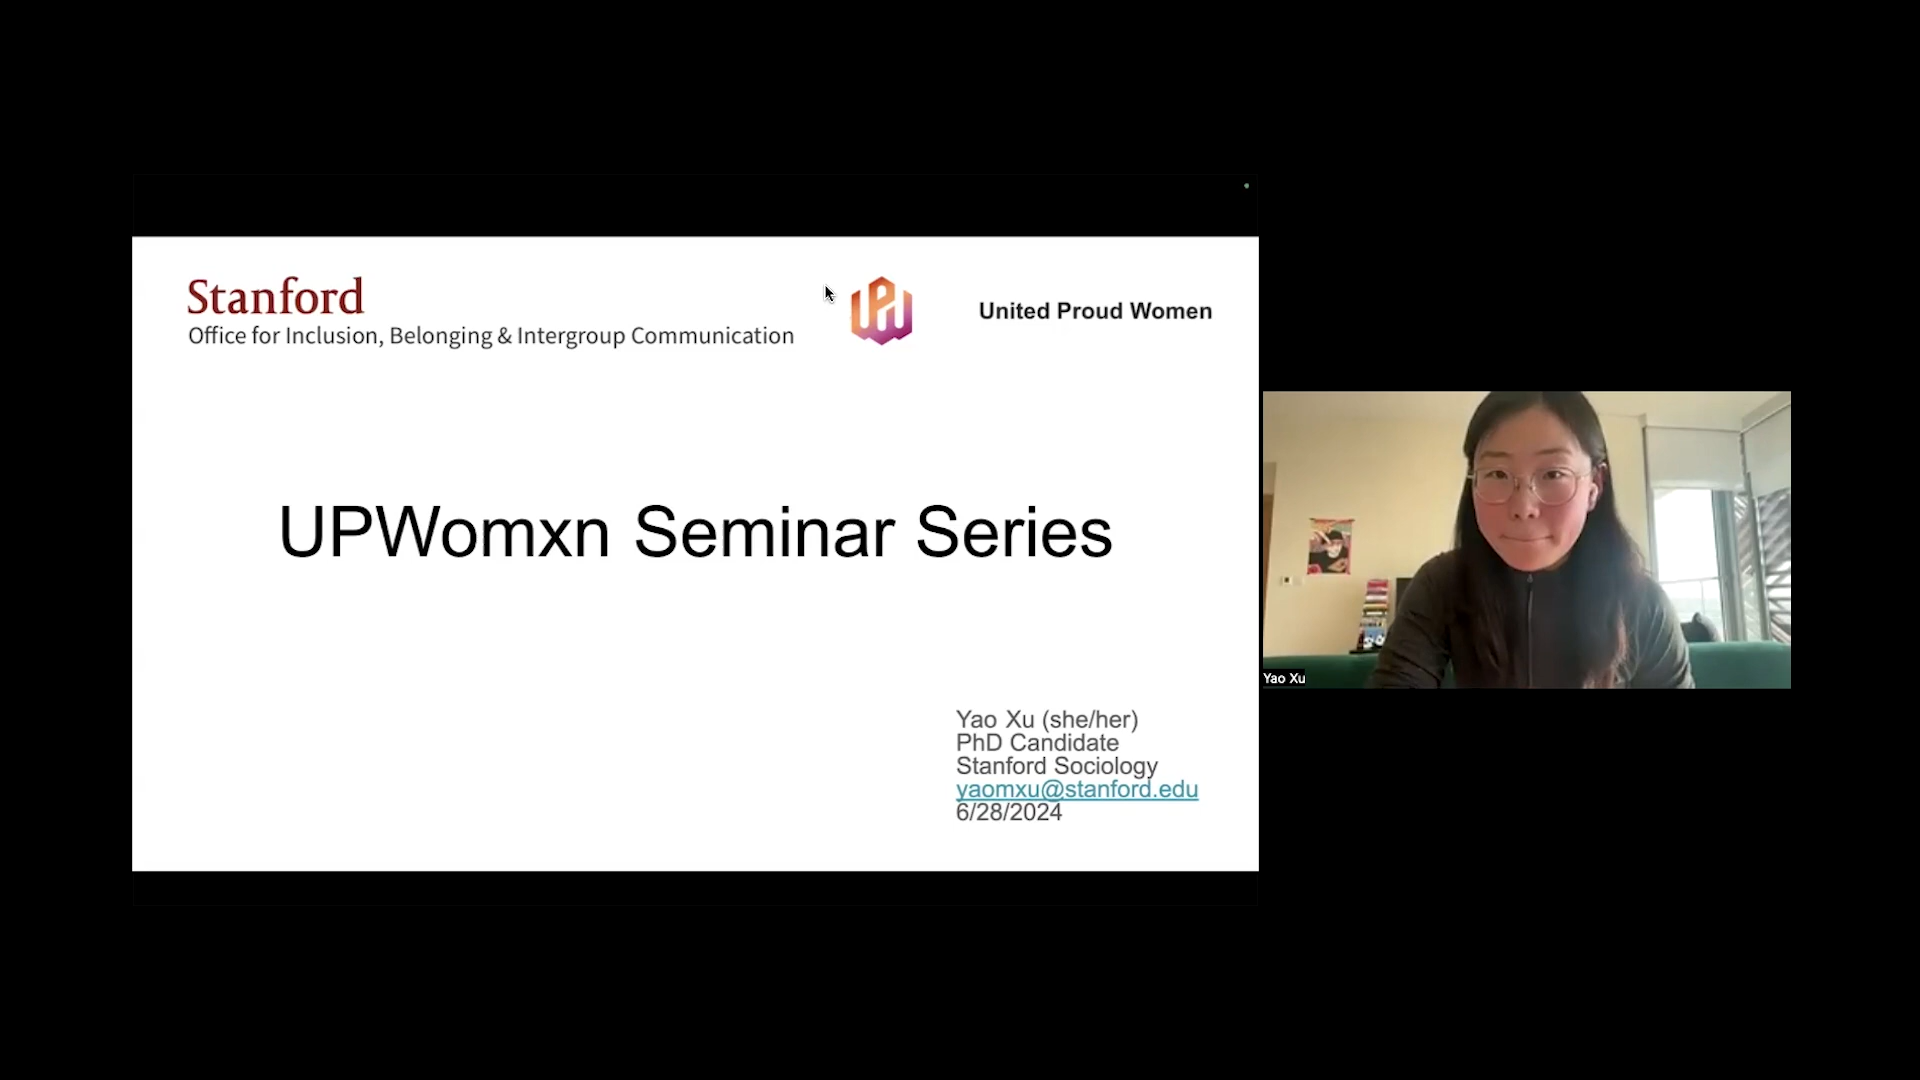 Stanford
Office for Inclusion, Belonging & Intergroup Communication
United Proud Women
UPWomxn Seminar Series
Yao Xu (she/her)
PhD Candidate
Stanford Sociology
yaomxu@stanford.edu
6/28/2024
Yao Xu